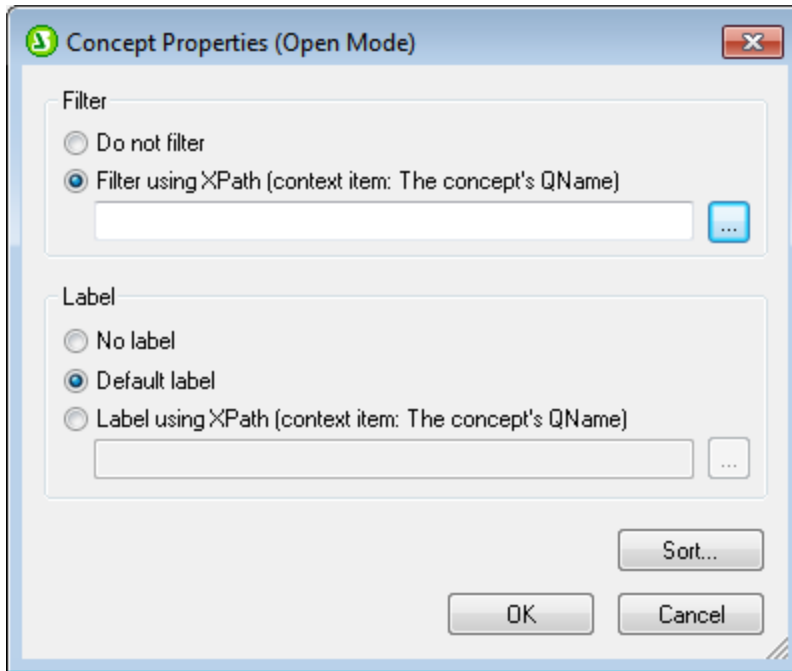 Concept Properties (Open Mode)
Filter
Do not filter
Filter using XPath (context item: The concept's QName)
...
Label
No label
Default label
Label using XPath (context item: The concept's QName)
...
Sort...
OK Cancel